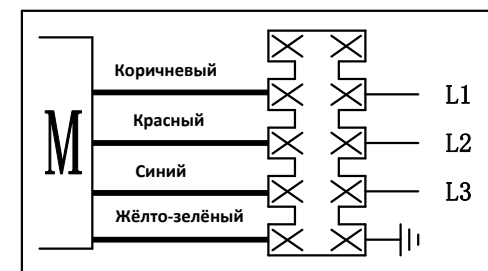 Коричневый
L1
Красный
L2
M
Синий
L3
Жёлто-зелёный